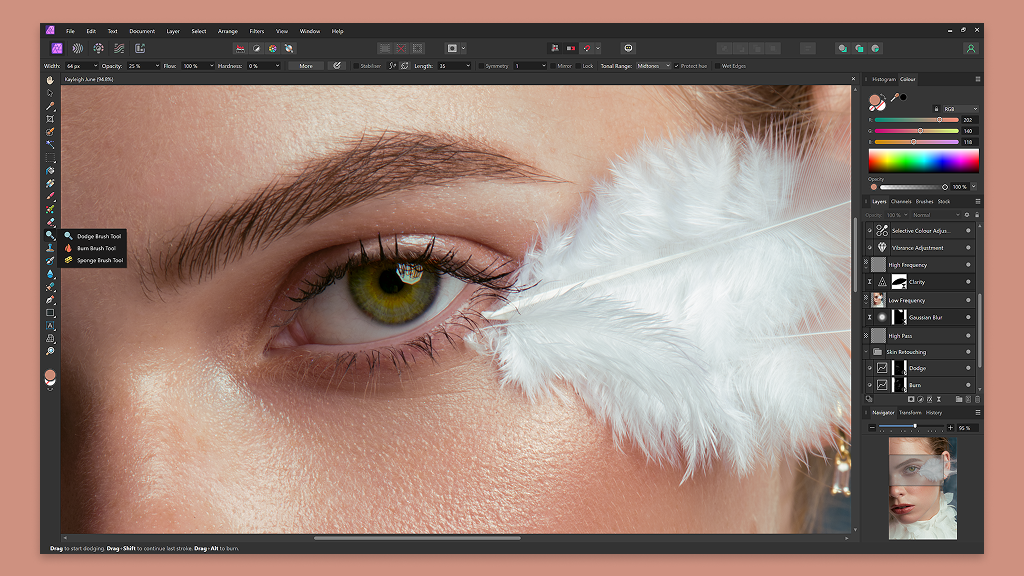 File Edit Text Document Layer Select Arrange Filters View Window Help
Width: 64 px Opacity: 25 % Flow: 100 % Hardness: 0 % More Stabiliser Length: 35 Symmetry 1 Mirror Lock Tonal Range: Midtones Protect hue Wet Edges
Kayleigh June (94.8%)
Dodge Brush Tool
Burn Brush Tool
Sponge Brush Tool
Histogram Colour
RGB
R: 202
G: 140
B: 118
Opacity
100 %
Layers Channels Brushes Stock
Opacity: 100 % Normal
Selective Colour Adjus...
Vibrance Adjustment
High Frequency
Clarity
Low Frequency
Gaussian Blur
High Pass
Skin Retouching
Dodge
Burn
Navigator Transform History
95 %
Drag to start dodging. Drag+Shift to continue last stroke. Drag+Alt to burn.